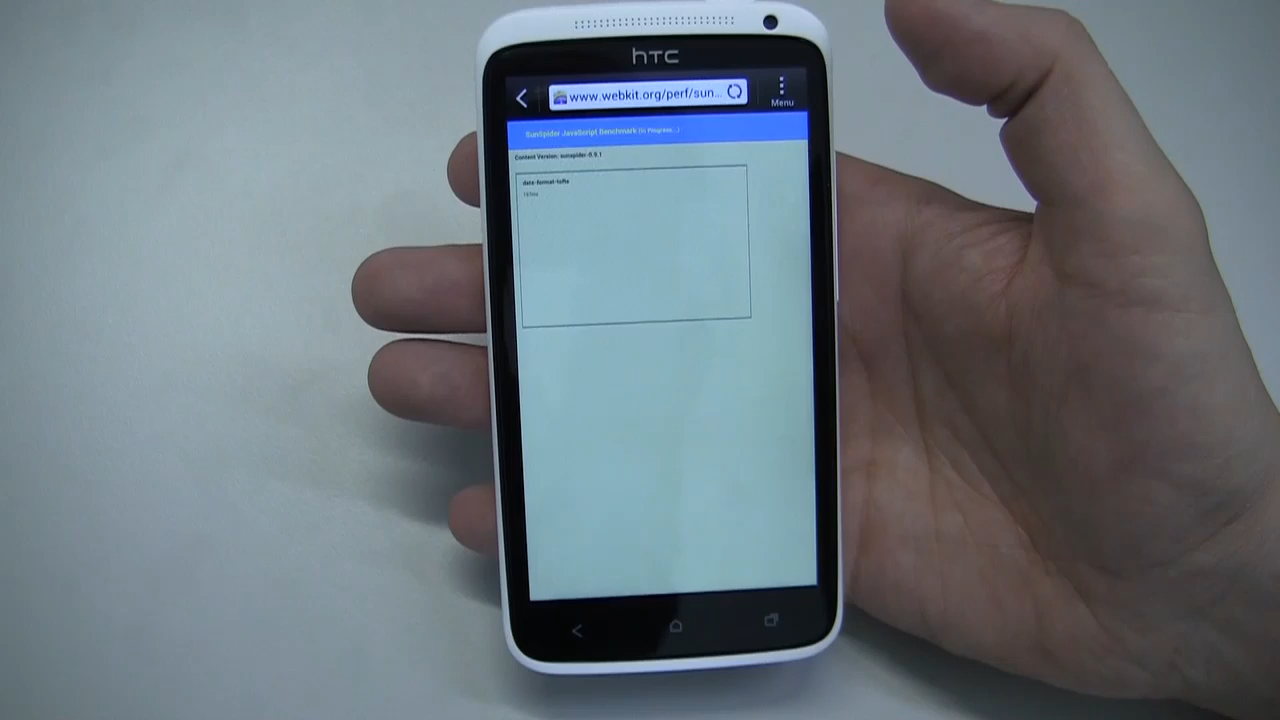 hTC
www.webkit.org/perf/sun...
Menu
SunSpider JavaScript Benchmark (In Progress...)
Content Version: sunspider-0.9.1
date-format-tofte